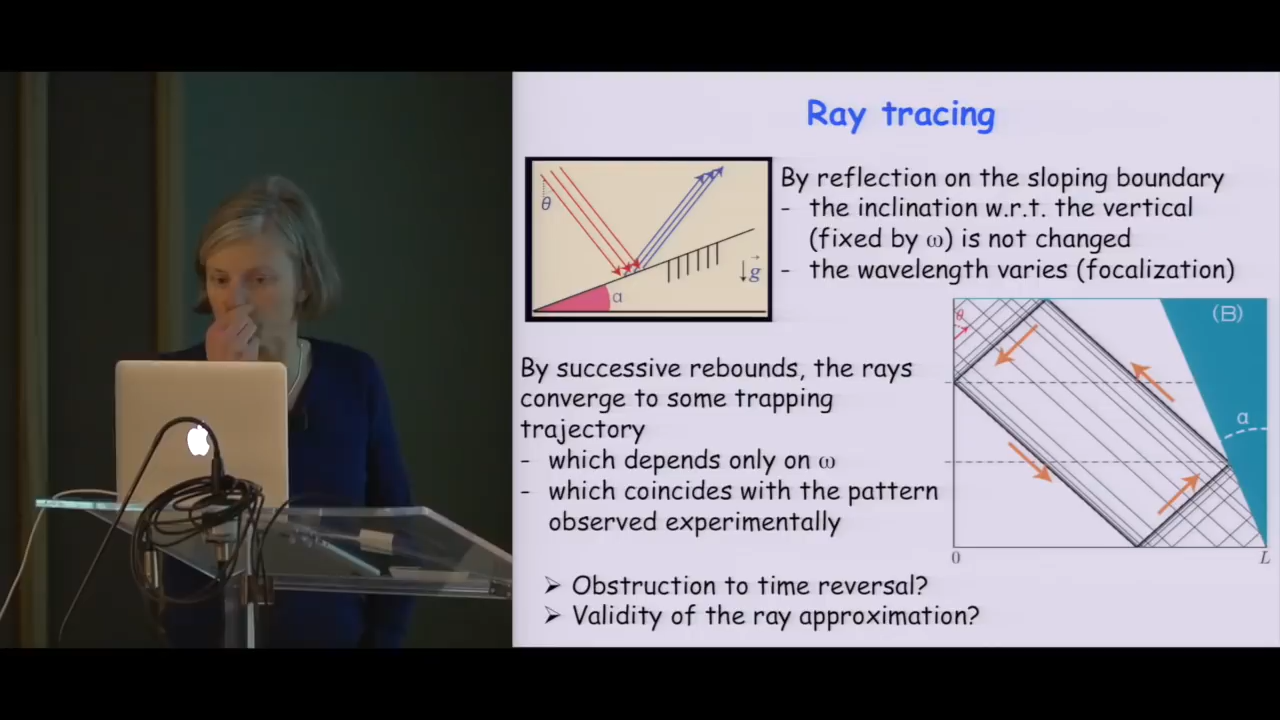 Ray tracing
θ
α
g
By reflection on the sloping boundary
- the inclination w.r.t. the vertical
(fixed by ω) is not changed
- the wavelength varies (focalization)
By successive rebounds, the rays
converge to some trapping
trajectory
- which depends only on ω
- which coincides with the pattern
observed experimentally
θ
(B)
α
0
L
➢ Obstruction to time reversal?
➢ Validity of the ray approximation?